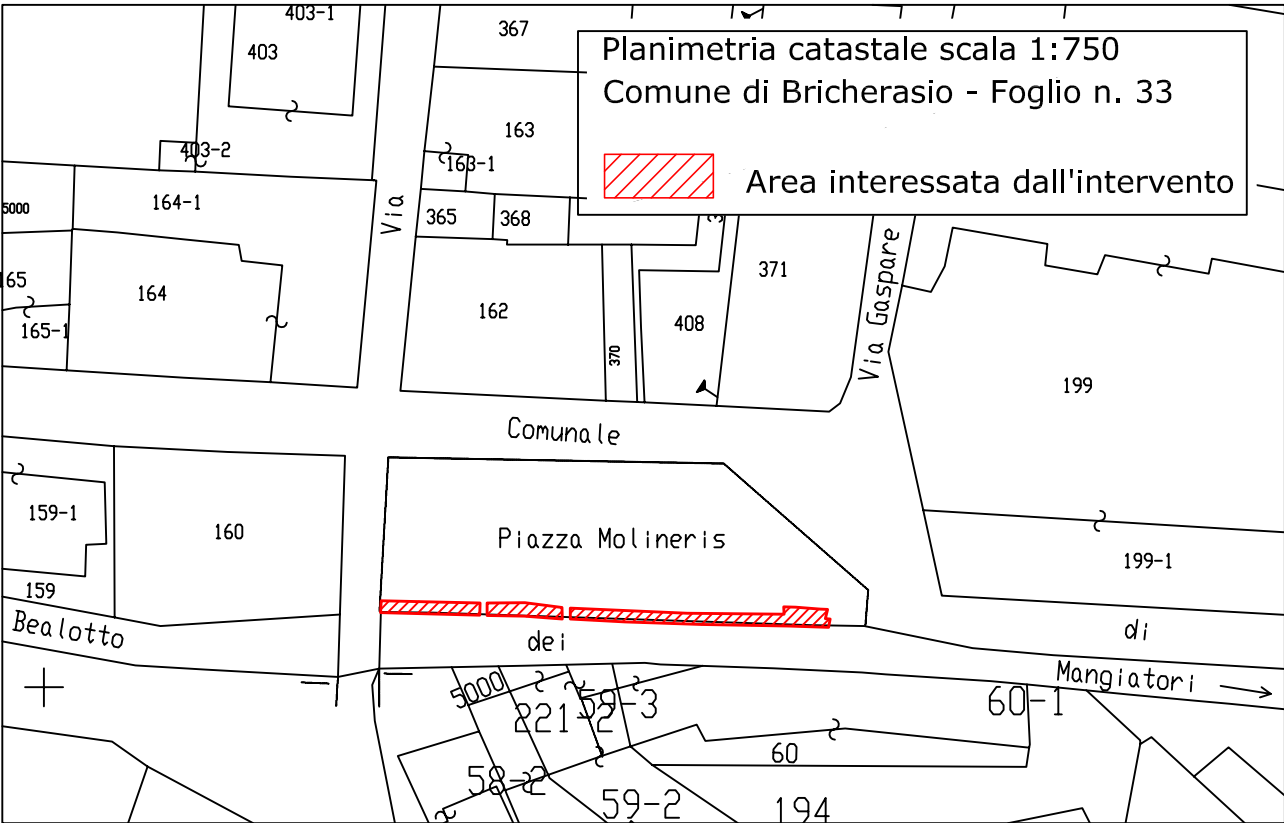 403-1
367
403
Planimetria catastale scala 1:750
Comune di Bricherasio - Foglio n. 33
163
403-2
163-1
Area interessata dall'intervento
164-1
5000
365
368
Via
371
Via Gaspare
164
162
408
165-1
370
199
Comunale
159-1
160
Piazza Molineris
199-1
159
Bealotto
dei
di
Mangiatori
5000
221-2
59-3
60-1
60
58-2
59-2
194